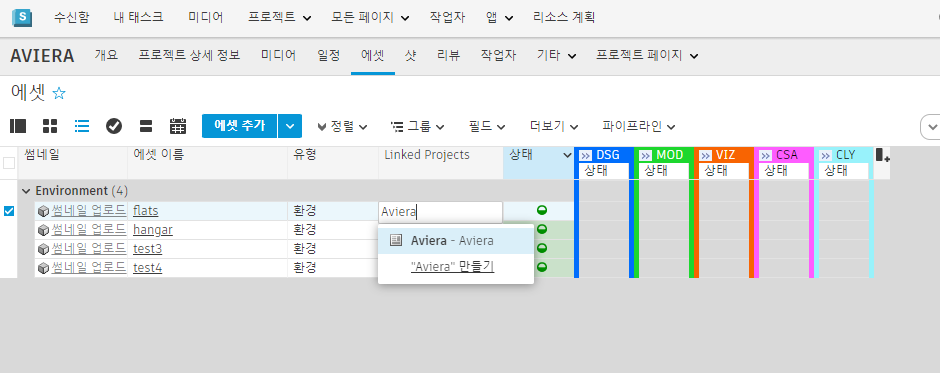 S 수신함 내 태스크 미디어 프로젝트 모든 페이지 작업자 앱 리소스 계획
AVIERA 개요 프로젝트 상세 정보 미디어 일정 에셋 샷 리뷰 작업자 기타 프로젝트 페이지
에셋
에셋 추가 정렬 그룹 필드 더보기 파이프라인
썸네일 에셋 이름 유형 Linked Projects 상태 DSG MOD VIZ CSA CLY
상태 상태 상태 상태 상태
Environment (4)
썸네일 업로드 flats 환경 Aviera
썸네일 업로드 hangar 환경
Aviera - Aviera
썸네일 업로드 test3 환경
썸네일 업로드 test4 환경
"Aviera" 만들기